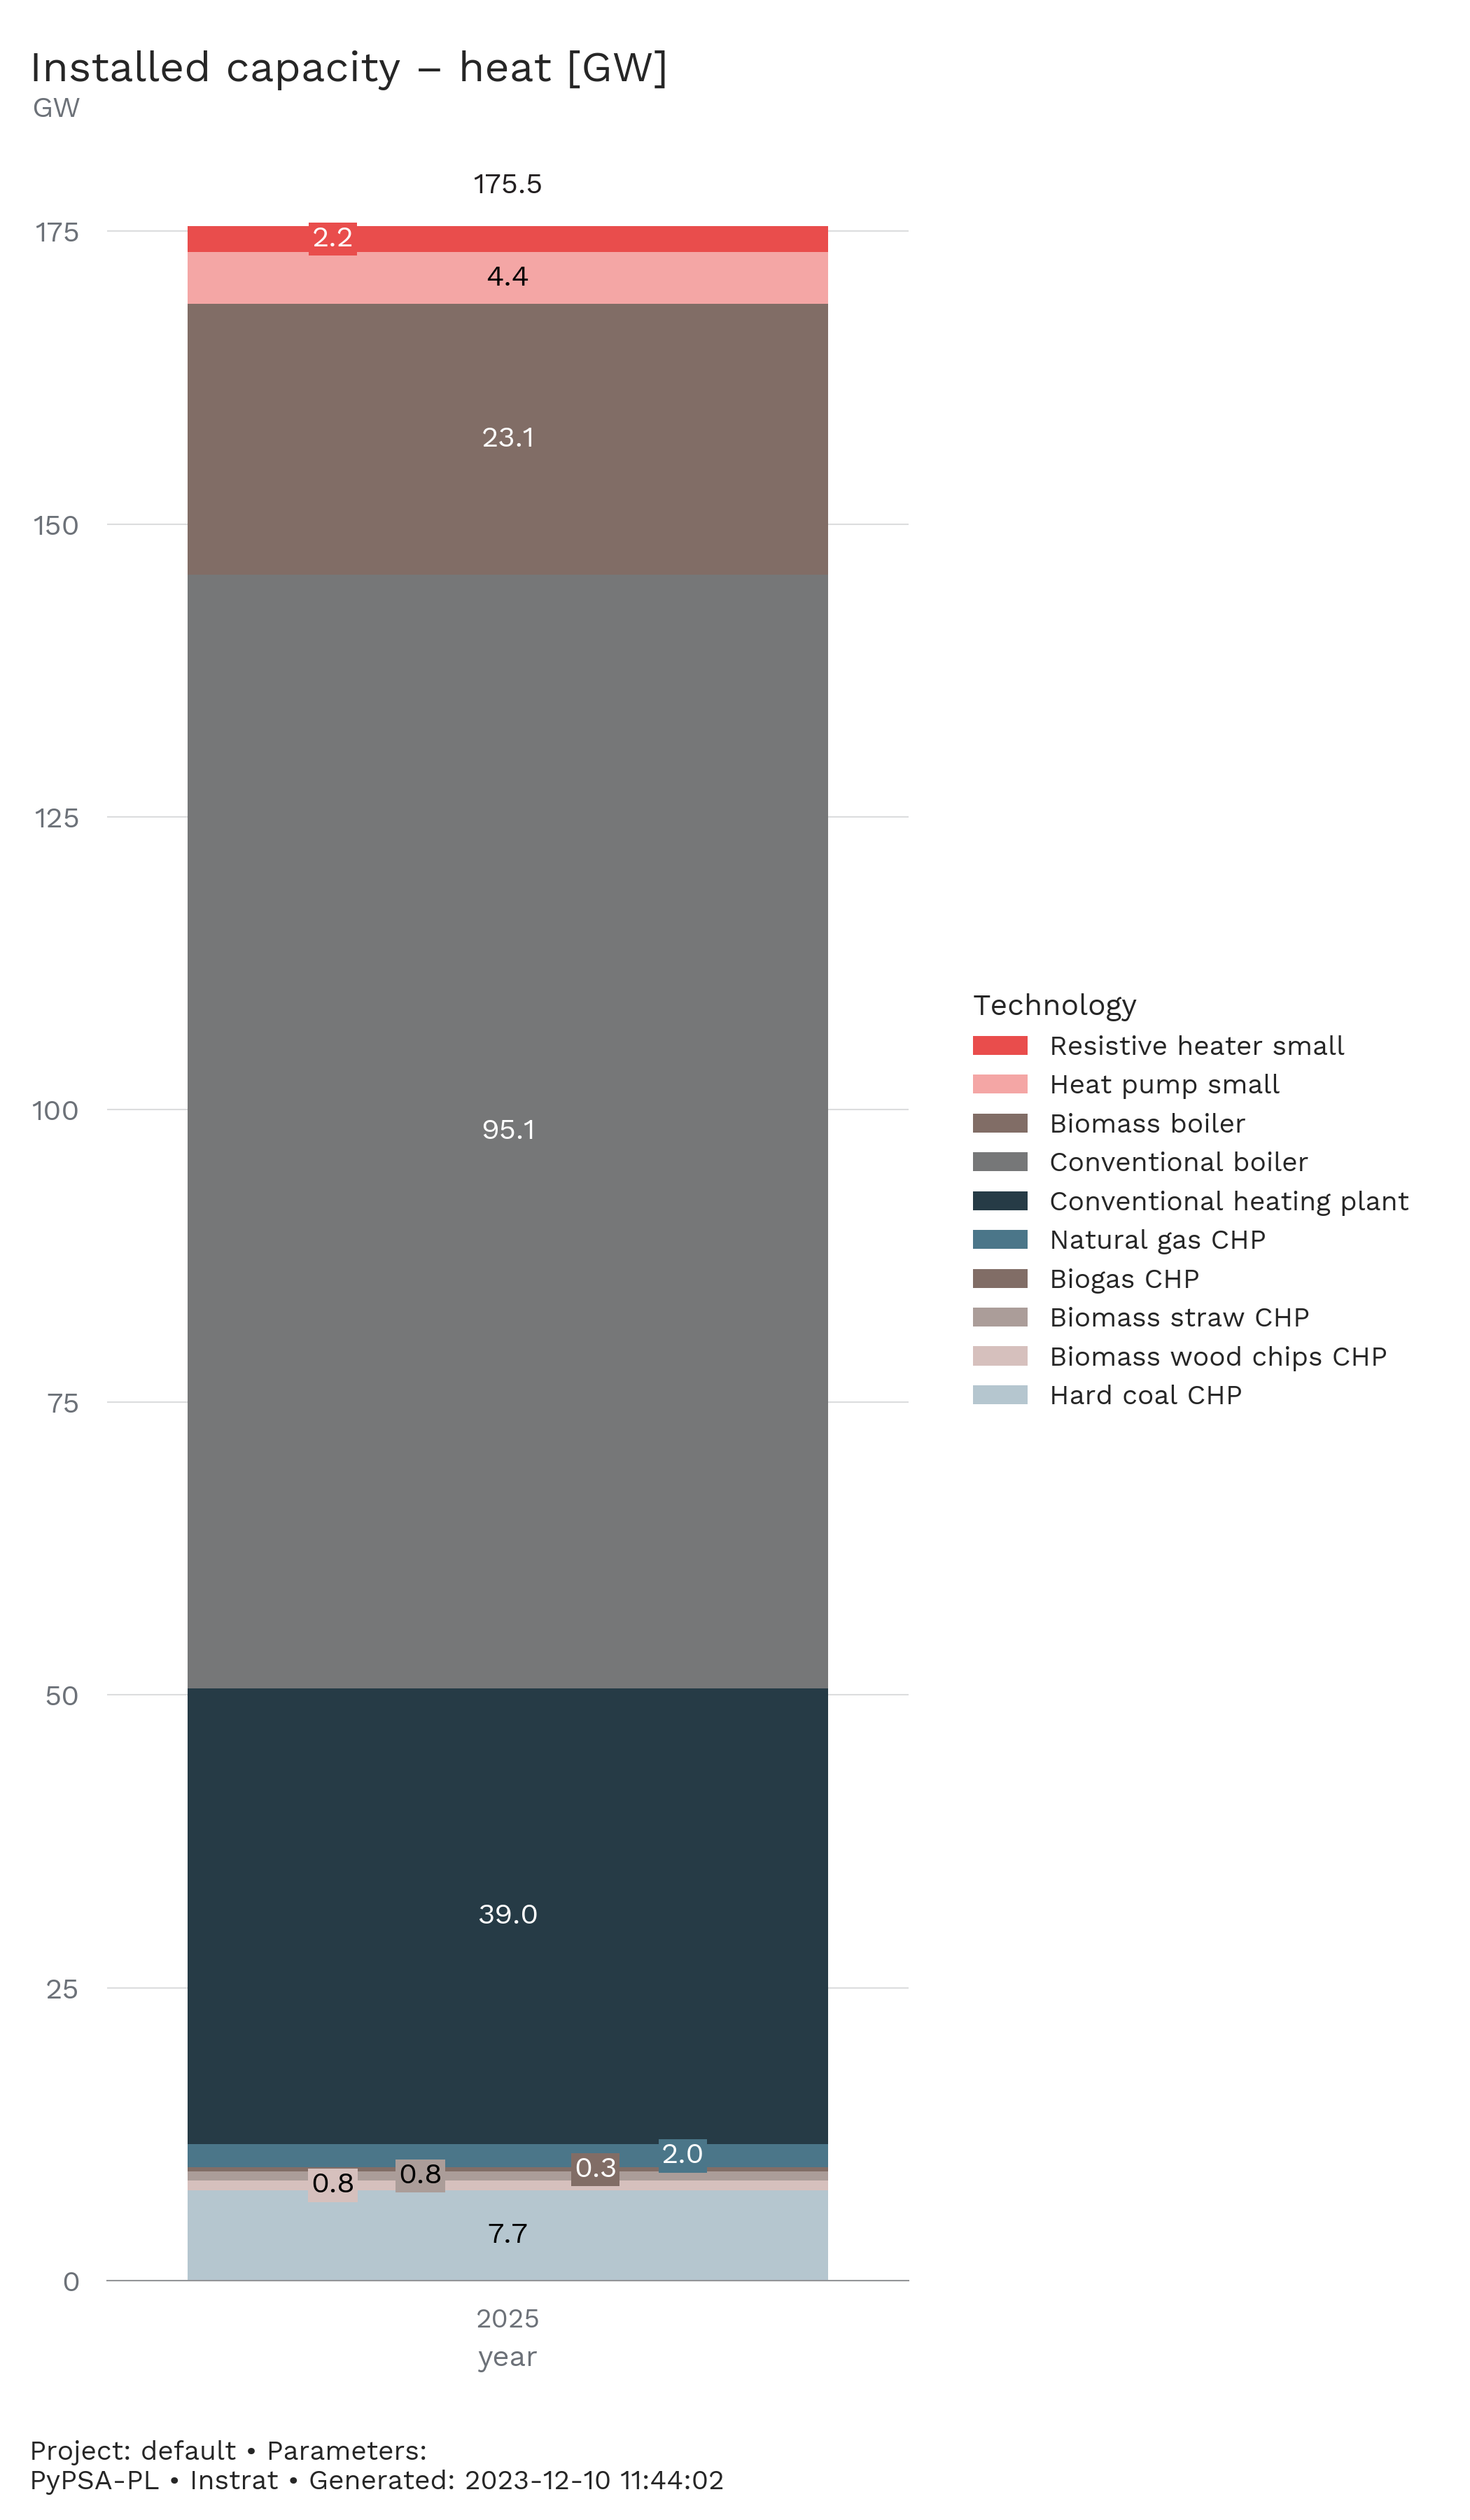 Installed capacity – heat [GW]
GW
175.5
175
2.2
4.4
23.1
150
125
100
95.1
75
50
39.0
25
2.0
0.3
0.8
0.8
7.7
0
2025
year
Technology
Resistive heater small
Heat pump small
Biomass boiler
Conventional boiler
Conventional heating plant
Natural gas CHP
Biogas CHP
Biomass straw CHP
Biomass wood chips CHP
Hard coal CHP
Project: default • Parameters:
PyPSA-PL • Instrat • Generated: 2023-12-10 11:44:02